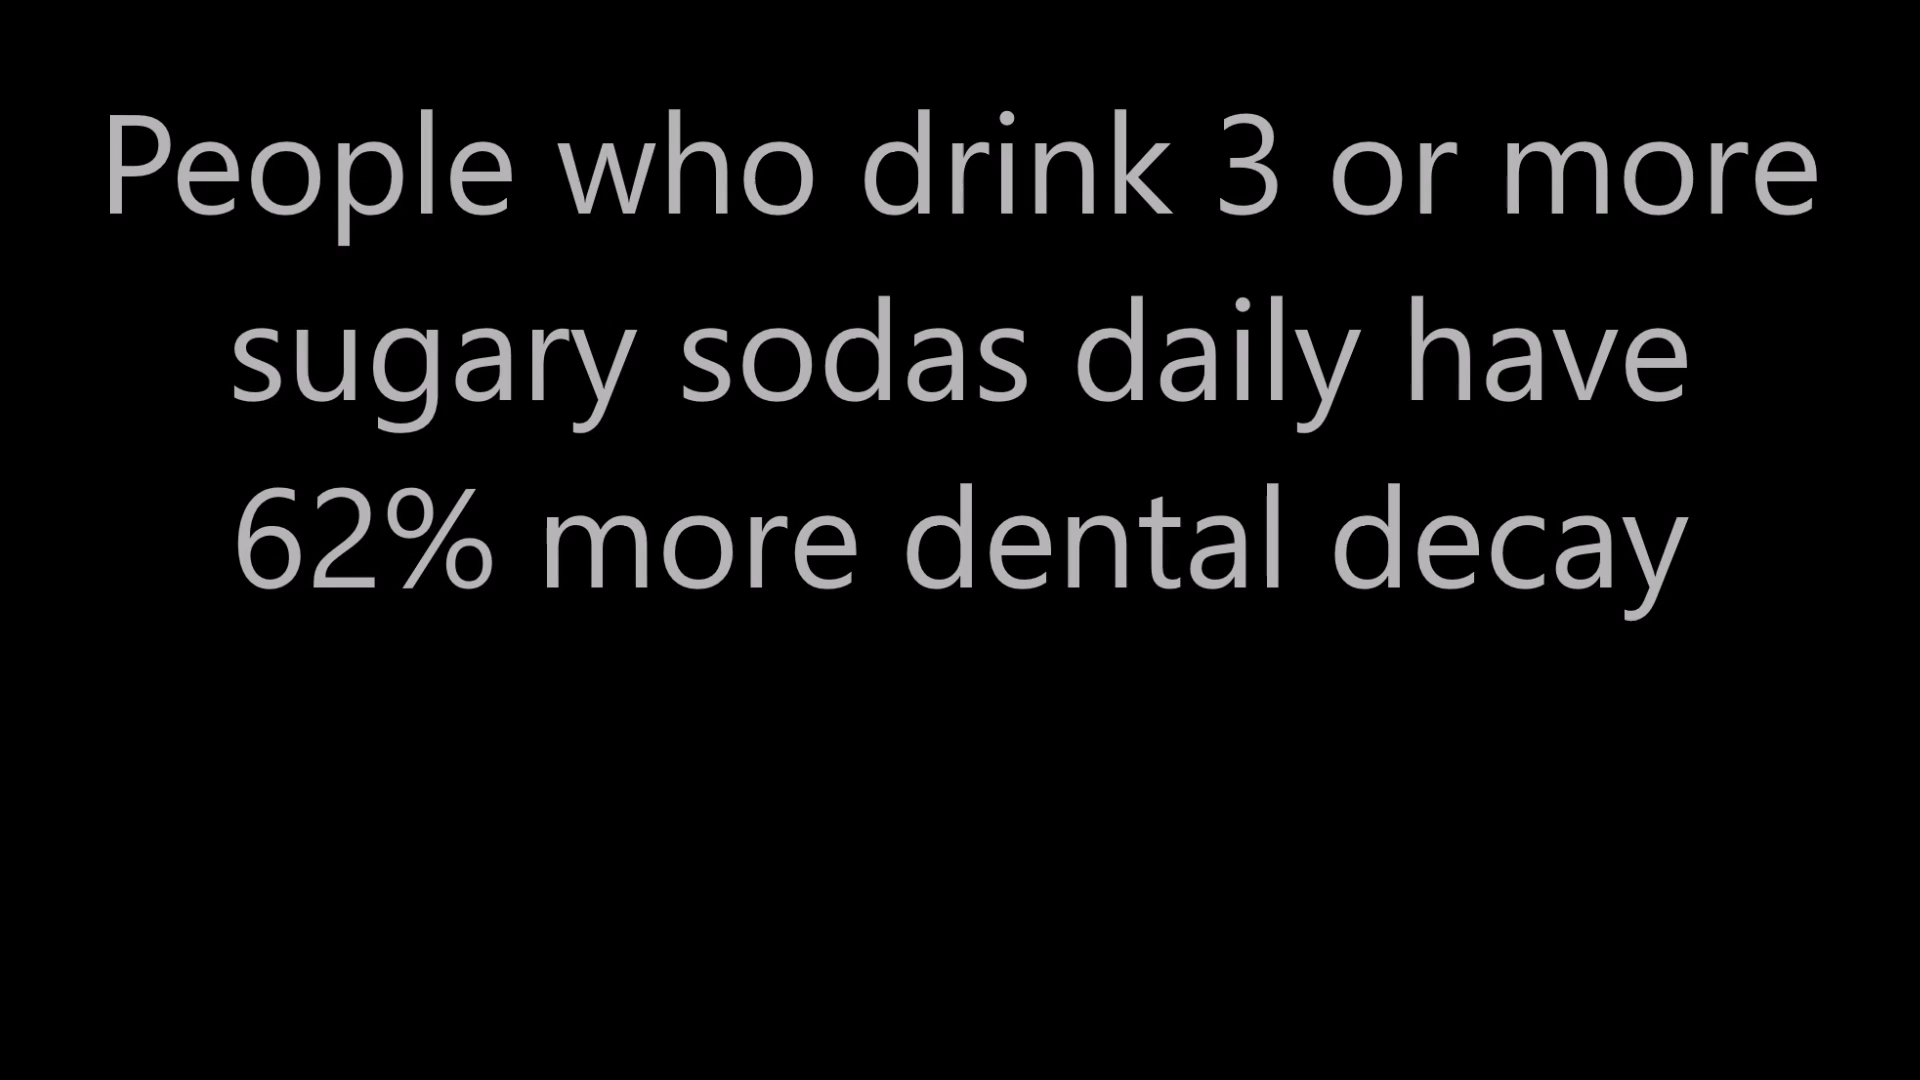 People who drink 3 or more
sugary sodas daily have
62% more dental decay